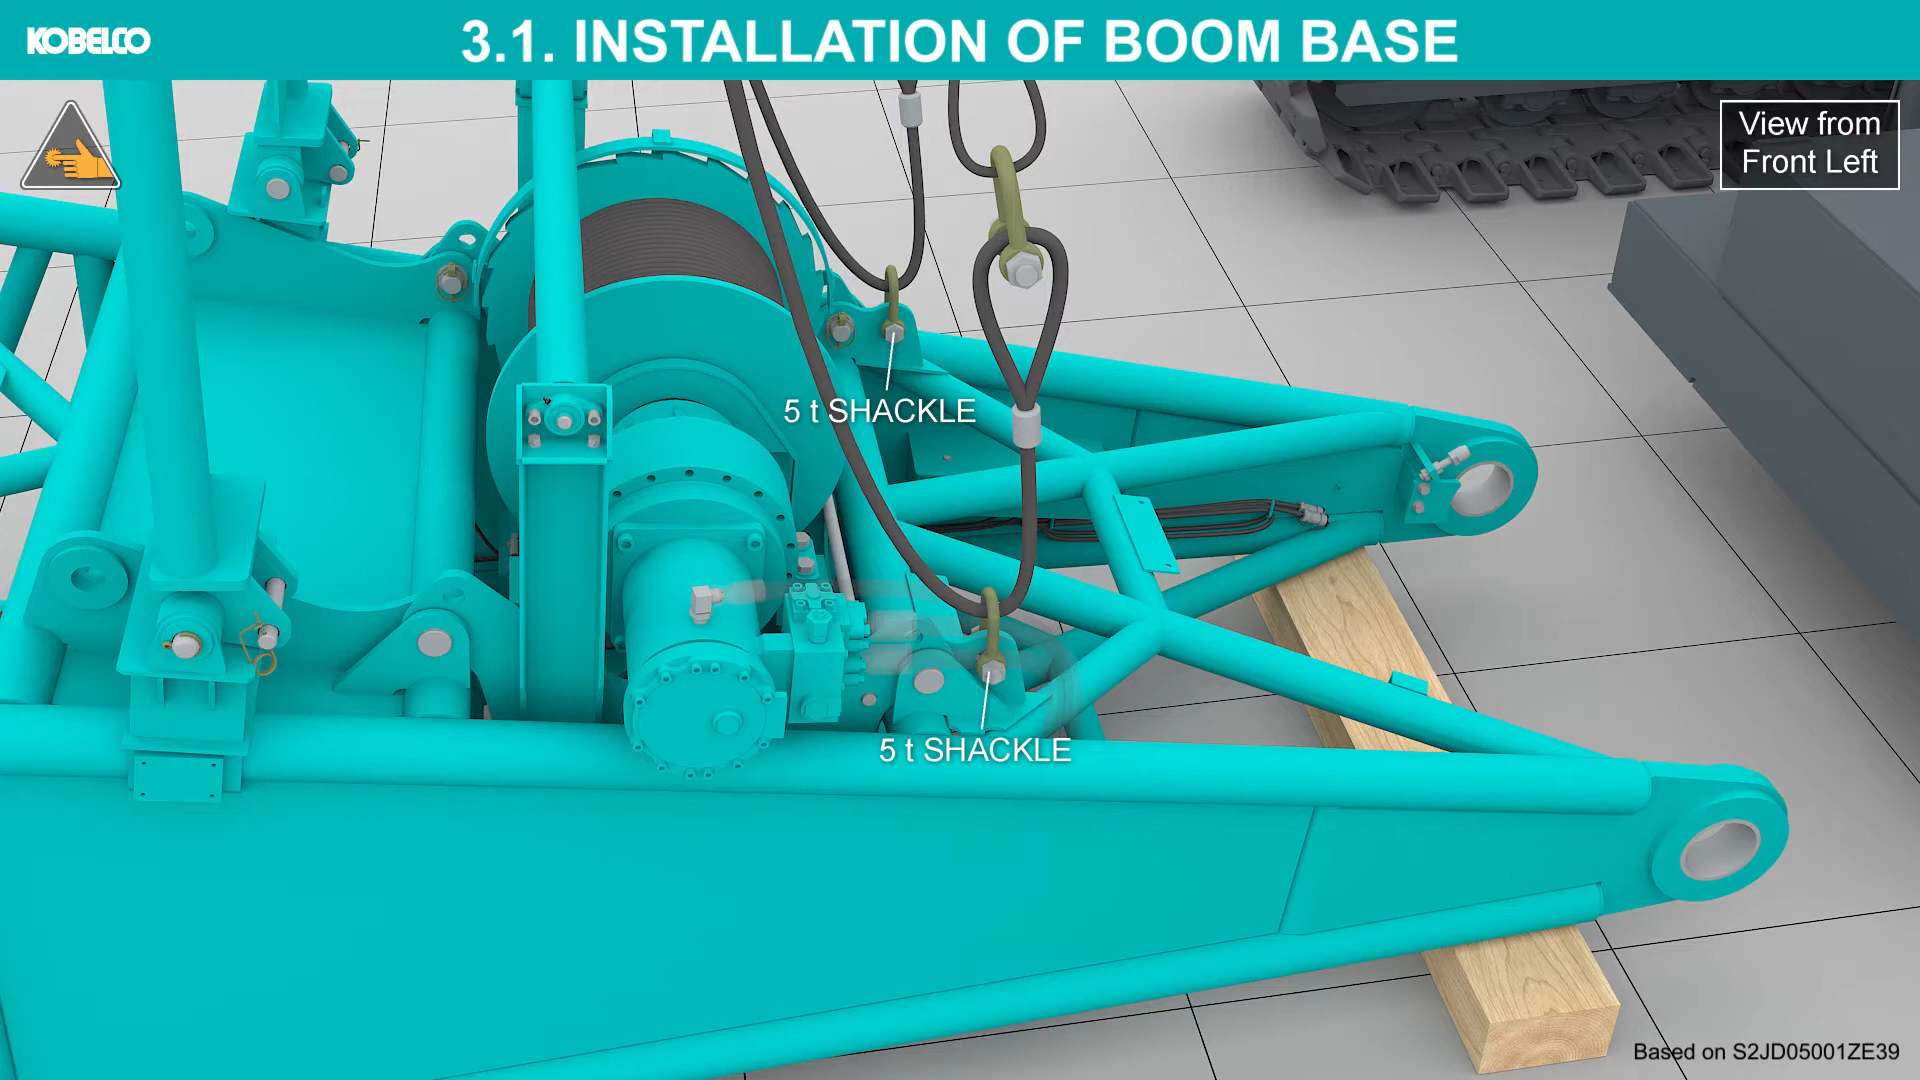 KOBELCO
3.1. INSTALLATION OF BOOM BASE
View from
Front Left
5 t SHACKLE
5 t SHACKLE
Based on S2JD05001ZE39